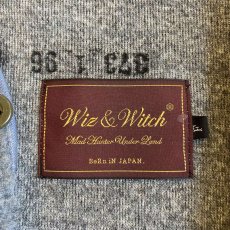 Wiz & Witch®
Mad Hunter Under Land
BoRn in JAPAN.